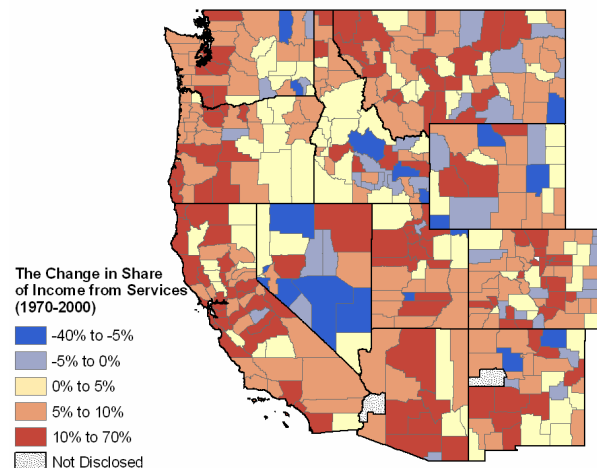 The Change in Share
of Income from Services
(1970-2000)
-40% to -5%
-5% to 0%
0% to 5%
5% to 10%
10% to 70%
Not Disclosed